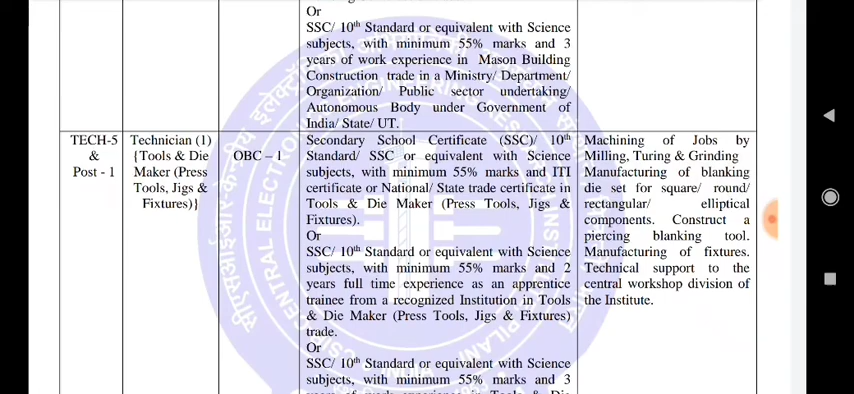 Or
SSC/ 10th Standard or equivalent with Science
subjects, with minimum 55% marks and 3
years of work experience in Mason Building
Construction trade in a Ministry/ Department/
Organization/ Public sector undertaking/
Autonomous Body under Government of
India/ State/ UT.
TECH-5
&
Post - 1
Technician (1)
{Tools & Die
Maker (Press
Tools, Jigs &
Fixtures)}
OBC – 1
Secondary School Certificate (SSC)/ 10th
Standard/ SSC or equivalent with Science
subjects, with minimum 55% marks and ITI
certificate or National/ State trade certificate in
Tools & Die Maker (Press Tools, Jigs &
Fixtures).
Or
SSC/ 10th Standard or equivalent with Science
subjects, with minimum 55% marks and 2
years full time experience as an apprentice
trainee from a recognized Institution in Tools
& Die Maker (Press Tools, Jigs & Fixtures)
trade.
Or
SSC/ 10th Standard or equivalent with Science
subjects, with minimum 55% marks and 3
Machining of Jobs by
Milling, Turing & Grinding
Manufacturing of blanking
die set for square/ round/
rectangular/ elliptical
components. Construct a
piercing blanking tool.
Manufacturing of fixtures.
Technical support to the
central workshop division of
the Institute.